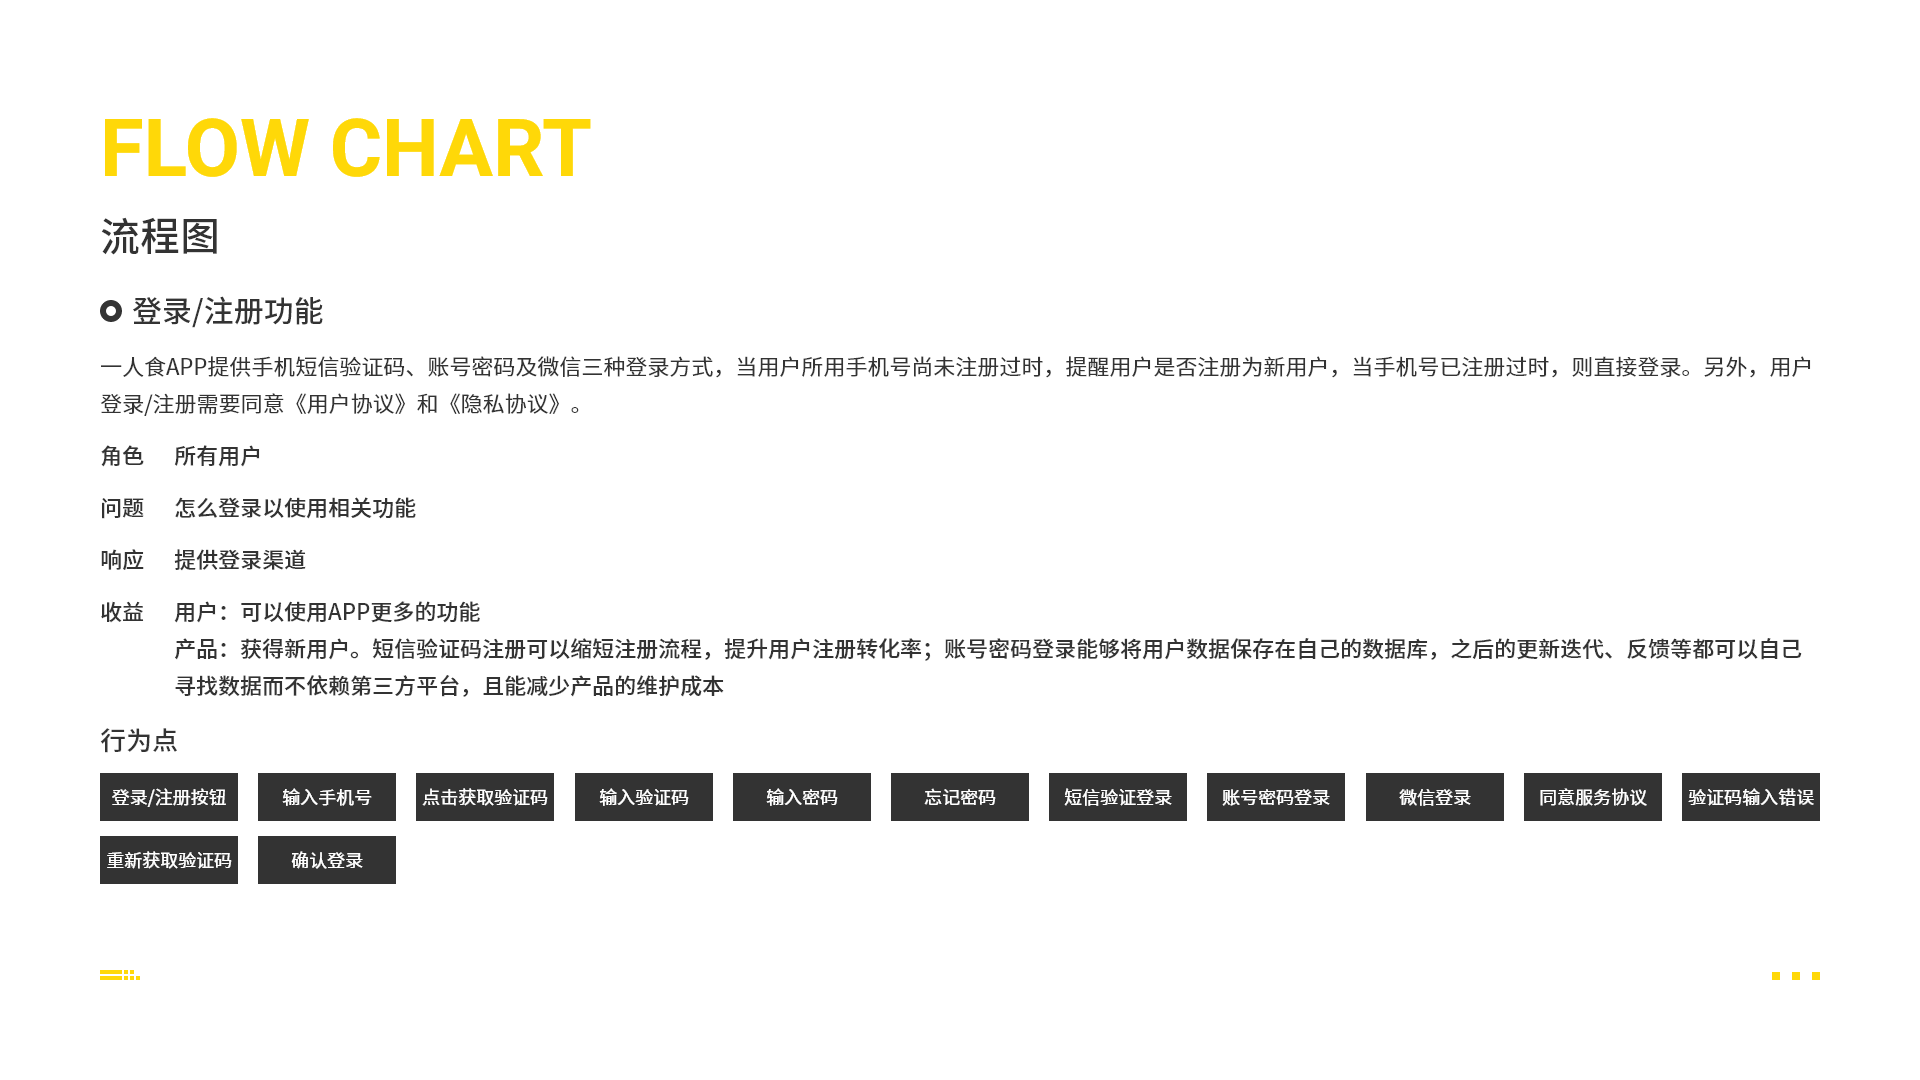 FLOW CHART
流程图
登录/注册功能
一人食APP提供手机短信验证码、账号密码及微信三种登录方式，当用户所用手机号尚未注册过时，提醒用户是否注册为新用户，当手机号已注册过时，则直接登录。另外，用户
登录/注册需要同意《用户协议》和《隐私协议》。
角色 所有用户
问题 怎么登录以使用相关功能
响应 提供登录渠道
收益 用户：可以使用APP更多的功能
产品：获得新用户。短信验证码注册可以缩短注册流程，提升用户注册转化率；账号密码登录能够将用户数据保存在自己的数据库，之后的更新迭代、反馈等都可以自己
寻找数据而不依赖第三方平台，且能减少产品的维护成本
行为点
登录/注册按钮 输入手机号 点击获取验证码 输入验证码 输入密码 忘记密码 短信验证登录 账号密码登录 微信登录 同意服务协议 验证码输入错误
重新获取验证码 确认登录